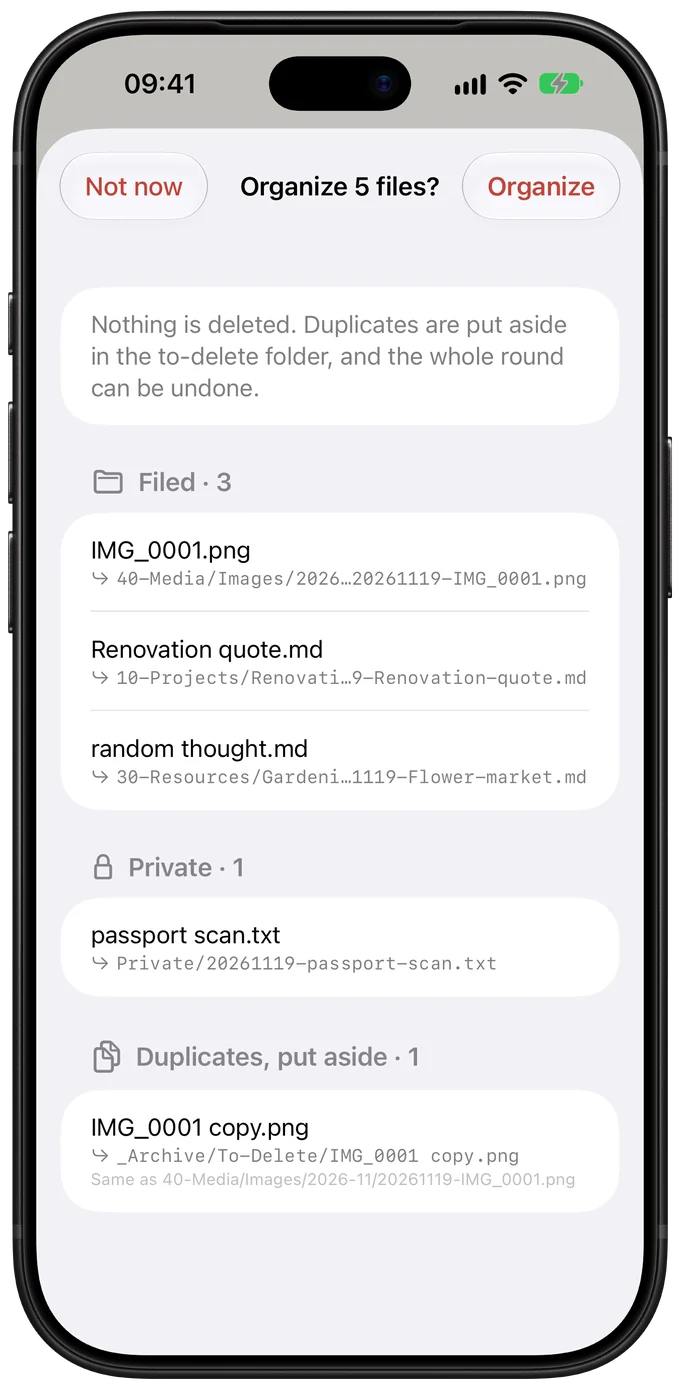 09:41
Not now
Organize 5 files?
Organize
Nothing is deleted. Duplicates are put aside
in the to-delete folder, and the whole round
can be undone.
Filed · 3
IMG_0001.png
↪ 40-Media/Images/2026…20261119-IMG_0001.png
Renovation quote.md
↪ 10-Projects/Renovati…9-Renovation-quote.md
random thought.md
↪ 30-Resources/Gardeni…1119-Flower-market.md
Private · 1
passport scan.txt
↪ Private/20261119-passport-scan.txt
Duplicates, put aside · 1
IMG_0001 copy.png
↪ _Archive/To-Delete/IMG_0001 copy.png
Same as 40-Media/Images/2026-11/20261119-IMG_0001.png